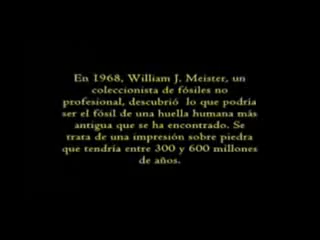 En 1968, William J. Meister, un
coleccionista de fósiles no
profesional, descubrió lo que podría
ser el fósil de una huella humana más
antigua que se ha encontrado. Se
trata de una impresión sobre piedra
que tendría entre 300 y 600 millones
de años.